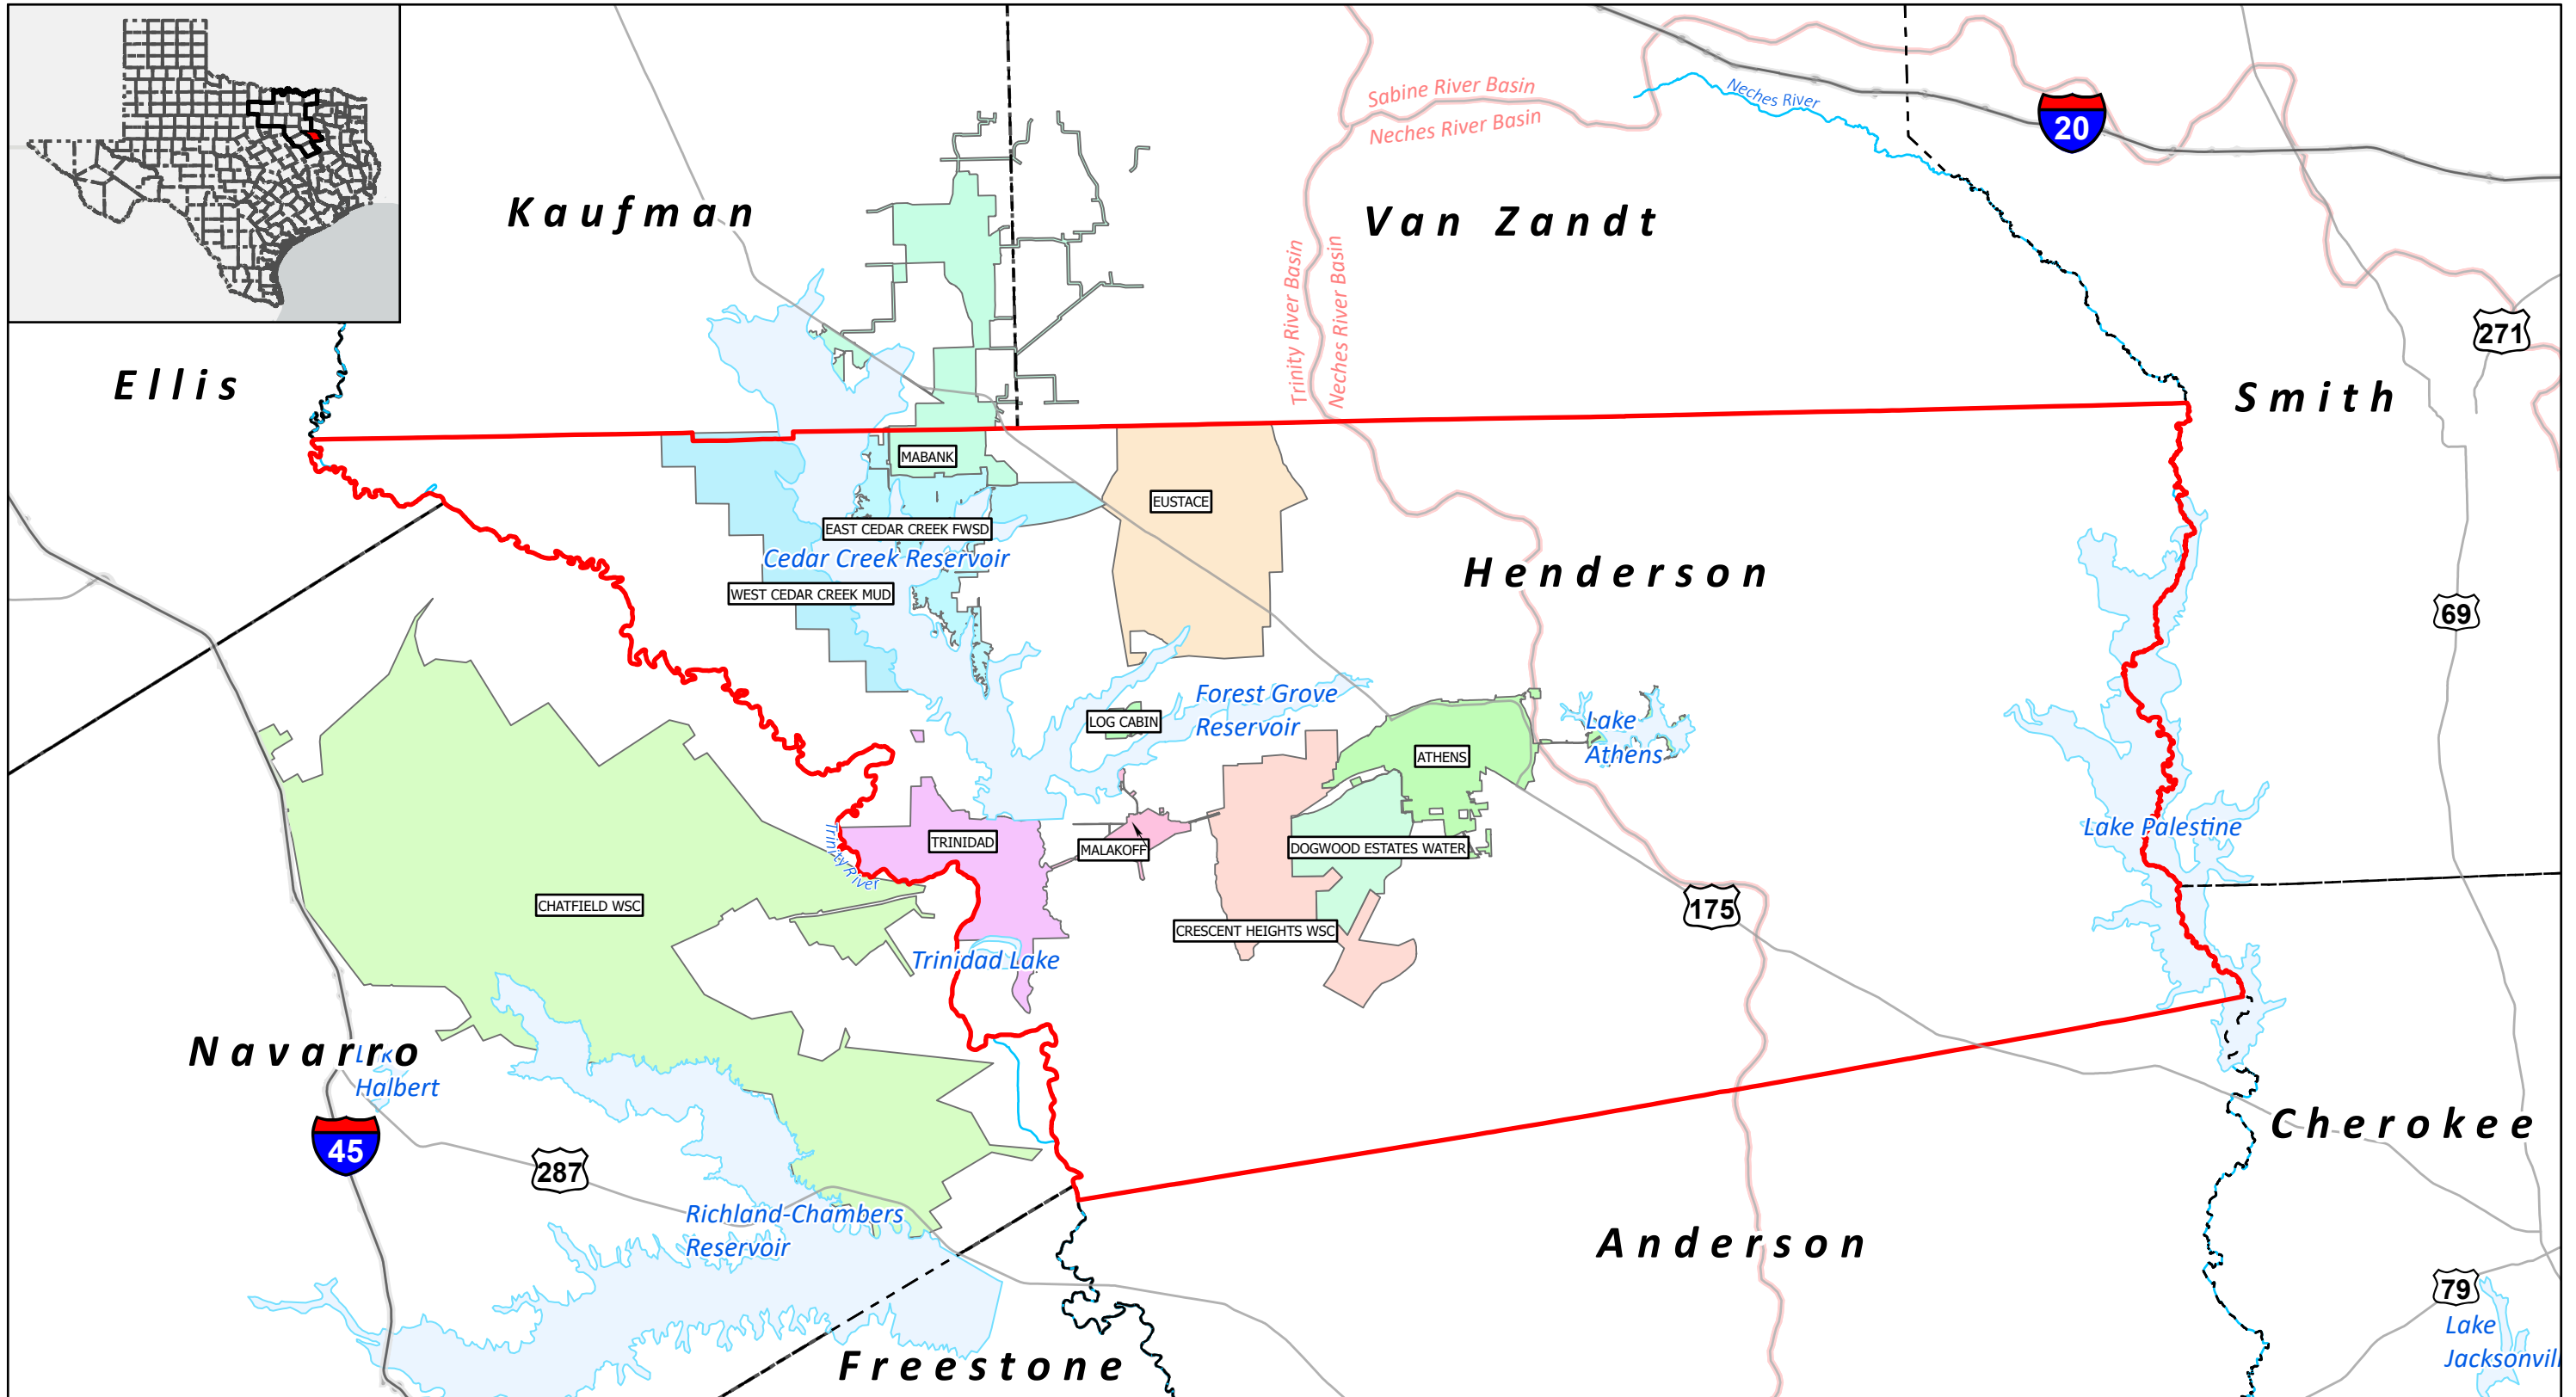 Sabine River Basin
Neches River Basin
Neches River
20
Kaufman
Van Zandt
Trinity River Basin
Neches River Basin
271
Ellis
Smith
MABANK
EUSTACE
EAST CEDAR CREEK FWSD
Cedar Creek Reservoir
Henderson
WEST CEDAR CREEK MUD
69
Forest Grove
Reservoir
LOG CABIN
Lake
Athens
ATHENS
Lake Palestine
Trinity River
TRINIDAD
MALAKOFF
DOGWOOD ESTATES WATER
CHATFIELD WSC
175
CRESCENT HEIGHTS WSC
Trinidad Lake
Navarro
Halbert
45
287
Cherokee
Richland-Chambers
Reservoir
Anderson
79
Lake
Jacksonvil
Freestone